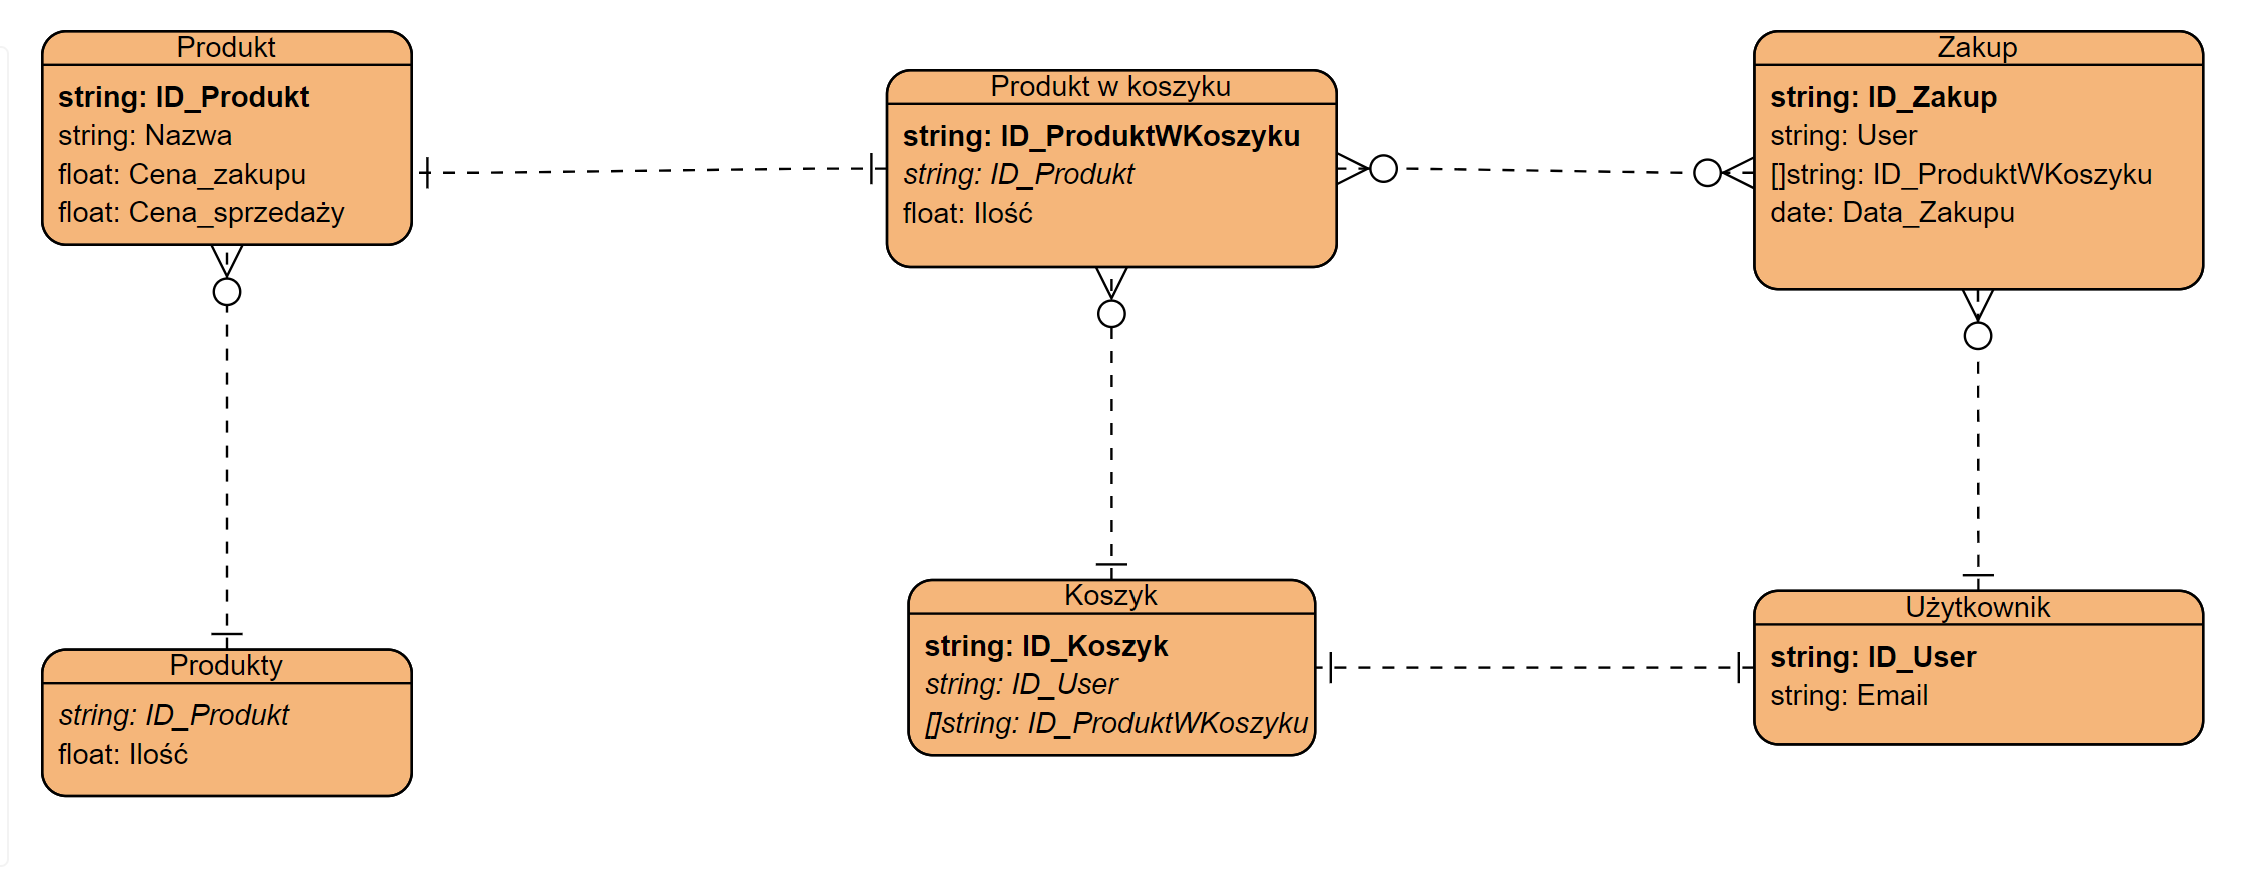 Produkt
string: ID_Produkt
string: Nazwa
float: Cena_zakupu
float: Cena_sprzedaży
Produkt w koszyku
string: ID_ProduktWKoszyku
string: ID_Produkt
float: Ilość
Zakup
string: ID_Zakup
string: User
[]string: ID_ProduktWKoszyku
date: Data_Zakupu
Produkty
string: ID_Produkt
float: Ilość
Koszyk
string: ID_Koszyk
string: ID_User
[]string: ID_ProduktWKoszyku
Użytkownik
string: ID_User
string: Email